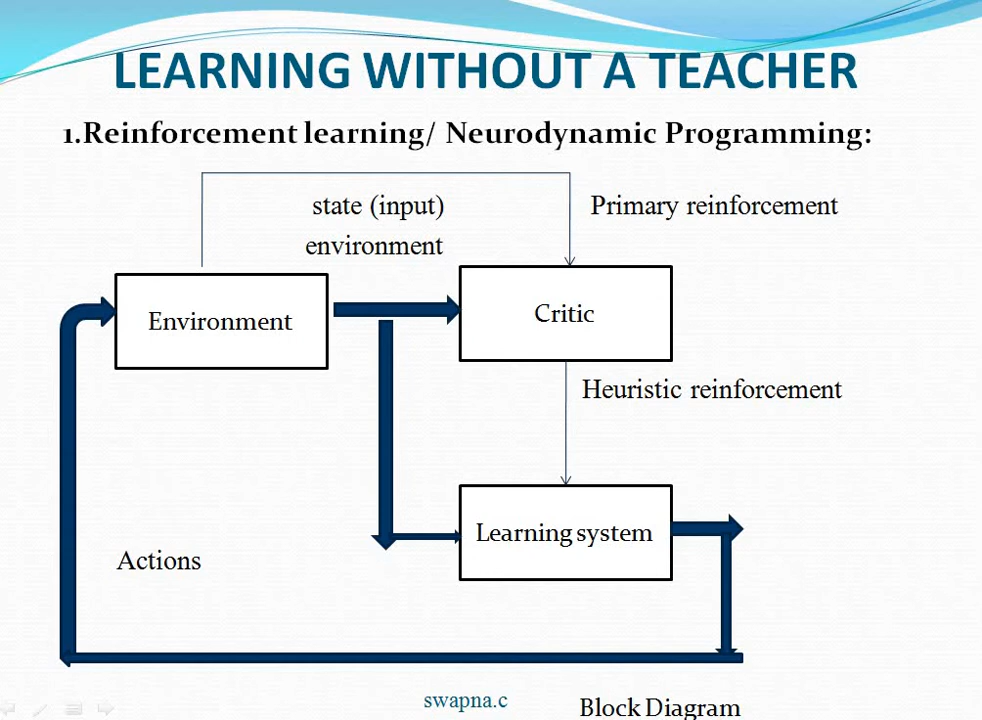 LEARNING WITHOUT A TEACHER
1.Reinforcement learning/ Neurodynamic Programming:
state (input)
environment
Primary reinforcement
Environment
Critic
Heuristic reinforcement
Learning system
Actions
swapna.c
Block Diagram